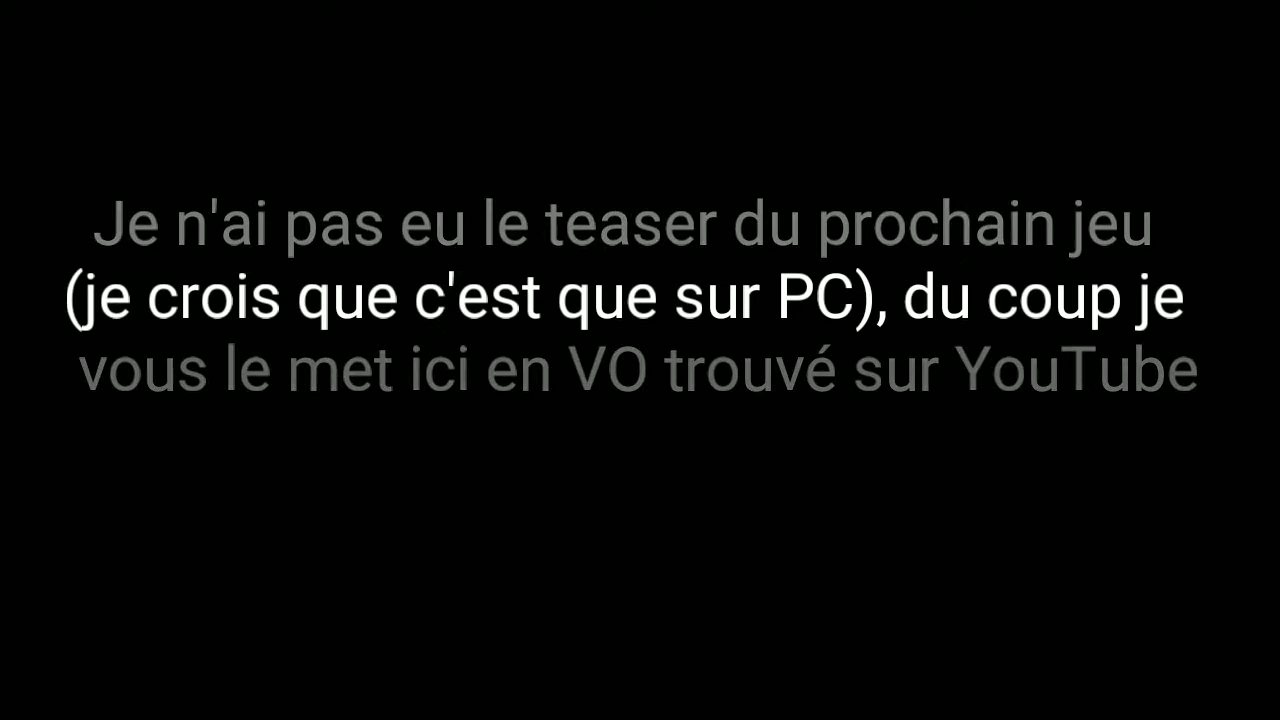 Je n'ai pas eu le teaser du prochain jeu
(je crois que c'est que sur PC), du coup je
vous le met ici en VO trouvé sur YouTube